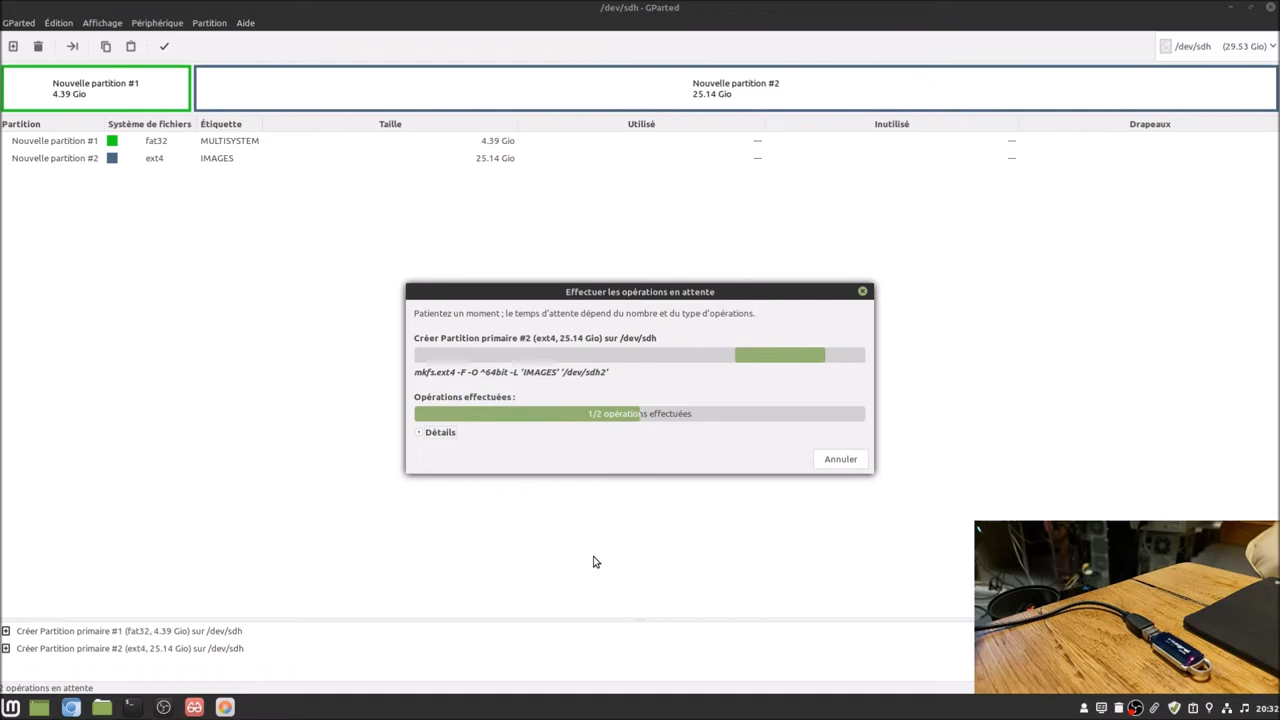 /dev/sdh - GParted
GParted Édition Affichage Périphérique Partition Aide
/dev/sdh (29.53 Gio)
Nouvelle partition #1
4.39 Gio
Nouvelle partition #2
25.14 Gio
Partition Système de fichiers Étiquette Taille Utilisé Inutilisé Drapeaux
Nouvelle partition #1 fat32 MULTISYSTEM 4.39 Gio --- ---
Nouvelle partition #2 ext4 IMAGES 25.14 Gio --- ---
Effectuer les opérations en attente
Patientez un moment ; le temps d'attente dépend du nombre et du type d'opérations.
Créer Partition primaire #2 (ext4, 25.14 Gio) sur /dev/sdh
mkfs.ext4 -F -O ^64bit -L 'IMAGES' '/dev/sdh2'
Opérations effectuées :
1/2 opérations effectuées
Détails
Annuler
Créer Partition primaire #1 (fat32, 4.39 Gio) sur /dev/sdh
Créer Partition primaire #2 (ext4, 25.14 Gio) sur /dev/sdh
2 opérations en attente
20:32